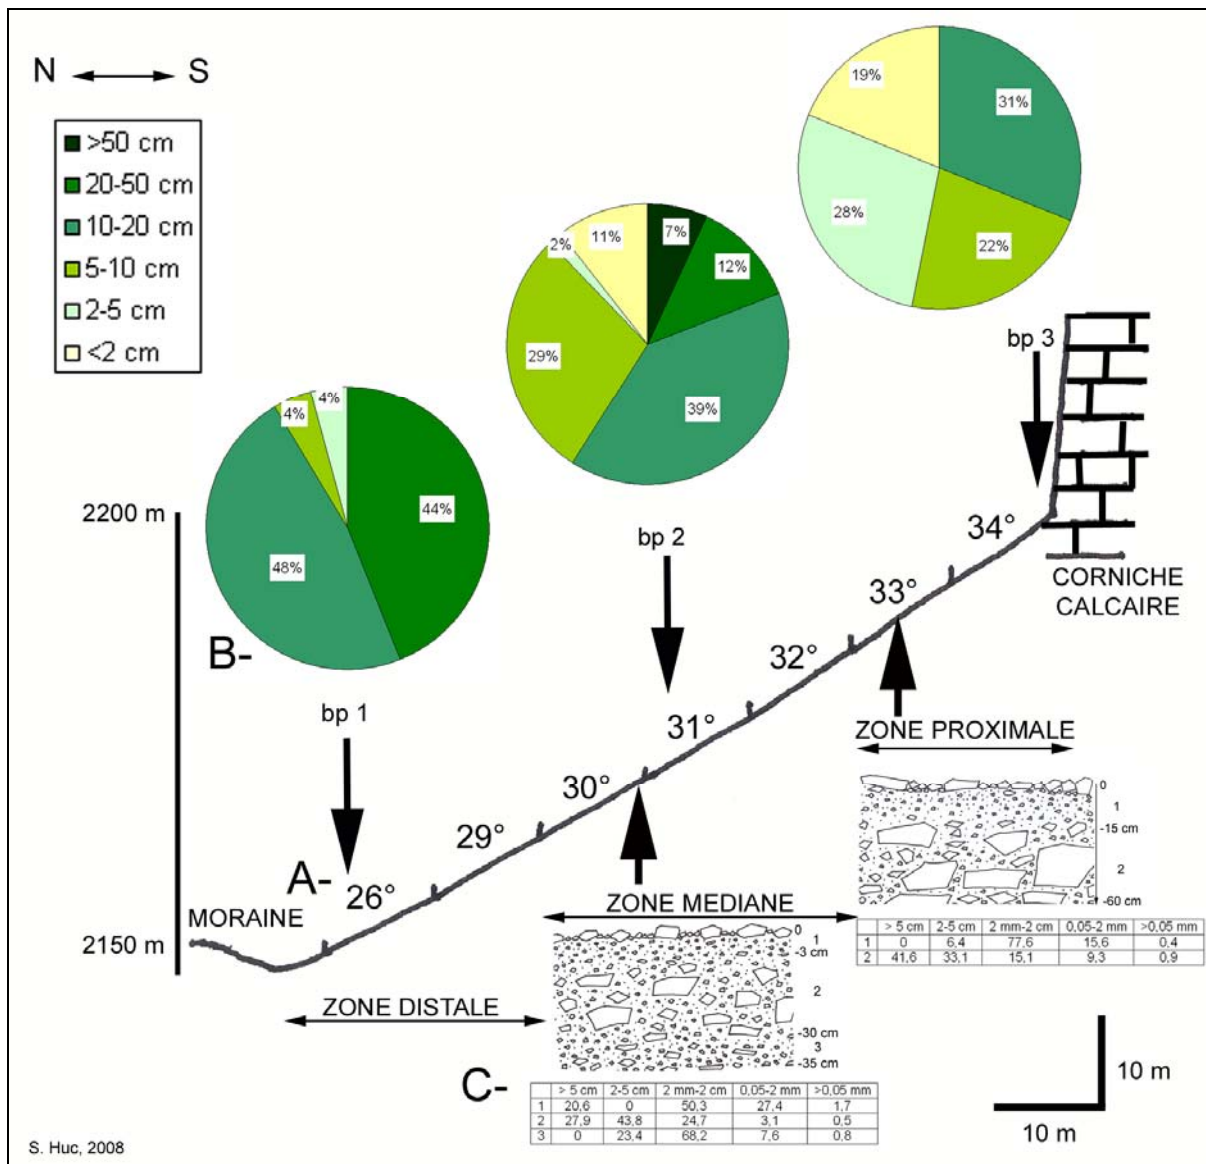 N S
>50 cm
20-50 cm
10-20 cm
5-10 cm
2-5 cm
<2 cm
19%
31%
28%
22%
2%
11%
7%
12%
29%
39%
4%
4%
44%
48%
B-
bp 3
bp 2
bp 1
2200 m
2150 m
34°
33°
32°
31°
30°
29°
26°
A-
MORAINE
CORNICHE
CALCAIRE
ZONE PROXIMALE
0
1
-15 cm
2
-60 cm
> 5 cm 2-5 cm 2 mm-2 cm 0,05-2 mm >0,05 mm
1 0 6,4 77,6 15,6 0,4
2 41,6 33,1 15,1 9,3 0,9
ZONE MEDIANE
0
1
-3 cm
2
-30 cm
3
-35 cm
ZONE DISTALE
C-
> 5 cm 2-5 cm 2 mm-2 cm 0,05-2 mm >0,05 mm
1 20,6 0 50,3 27,4 1,7
2 27,9 43,8 24,7 3,1 0,5
3 0 23,4 68,2 7,6 0,8
10 m
10 m
S. Huc, 2008